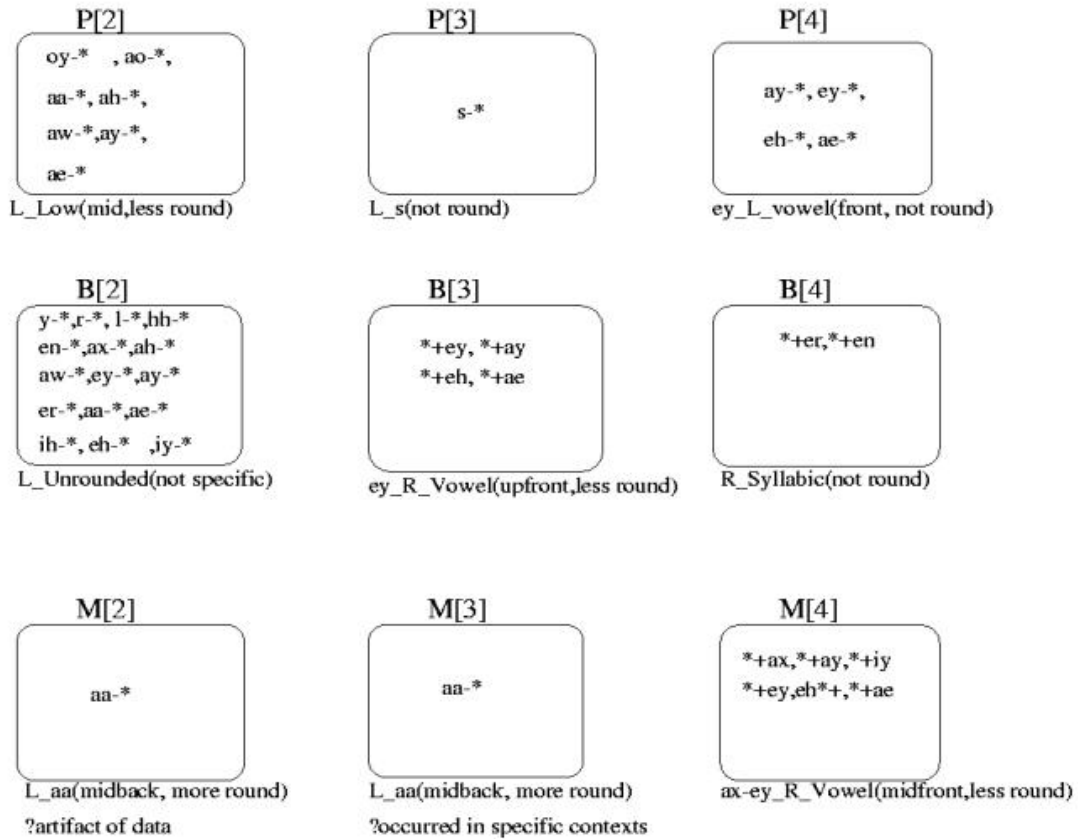 P[2] P[3] P[4]
oy-* , ao-*,
aa-*, ah-*,
aw-*,ay-*,
ae-*
s-*
ay-*, ey-*,
eh-*, ae-*
L_Low(mid,less round) L_s(not round) ey_L_vowel(front, not round)
B[2] B[3] B[4]
y-*,r-*, l-*,hh-*
en-*,ax-*,ah-*
aw-*,ey-*,ay-*
er-*,aa-*,ae-*
ih-*, eh-* ,iy-*
*+ey, *+ay
*+eh, *+ae
*+er,*+en
L_Unrounded(not specific) ey_R_Vowel(upfront,less round) R_Syllabic(not round)
M[2] M[3] M[4]
aa-*
aa-*
*+ax,*+ay,*+iy
*+ey,eh*+,*+ae
L_aa(midback, more round) L_aa(midback, more round) ax-ey_R_Vowel(midfront,less round)
?artifact of data ?occurred in specific contexts